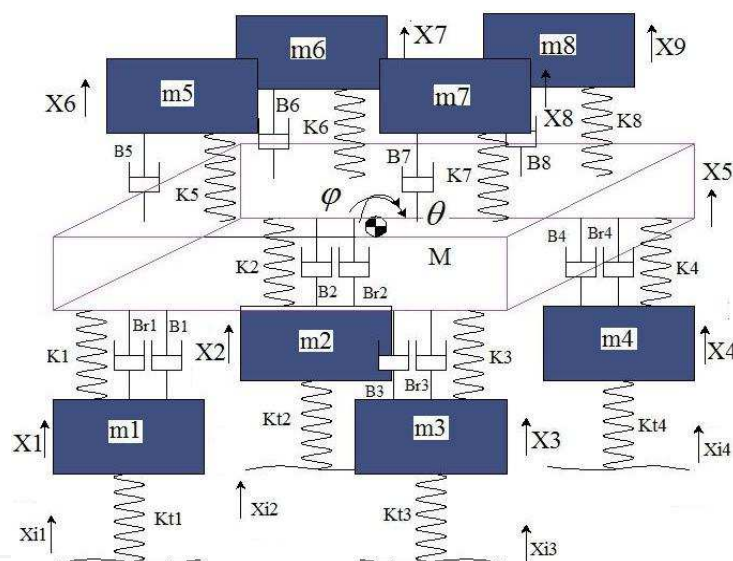 X7
m6
m8
X9
X6
m5
m7
B6
K6
X8
K8
B5
K5
B7
K7
B8
X5
φ
θ
K2
M
B4
Br4
K4
B2
Br2
Br1
B1
X2
m2
m4
X4
K1
K3
B3
Br3
X1
m1
Kt2
m3
X3
Kt4
Xi4
Xi2
Xi1
Kt1
Kt3
Xi3